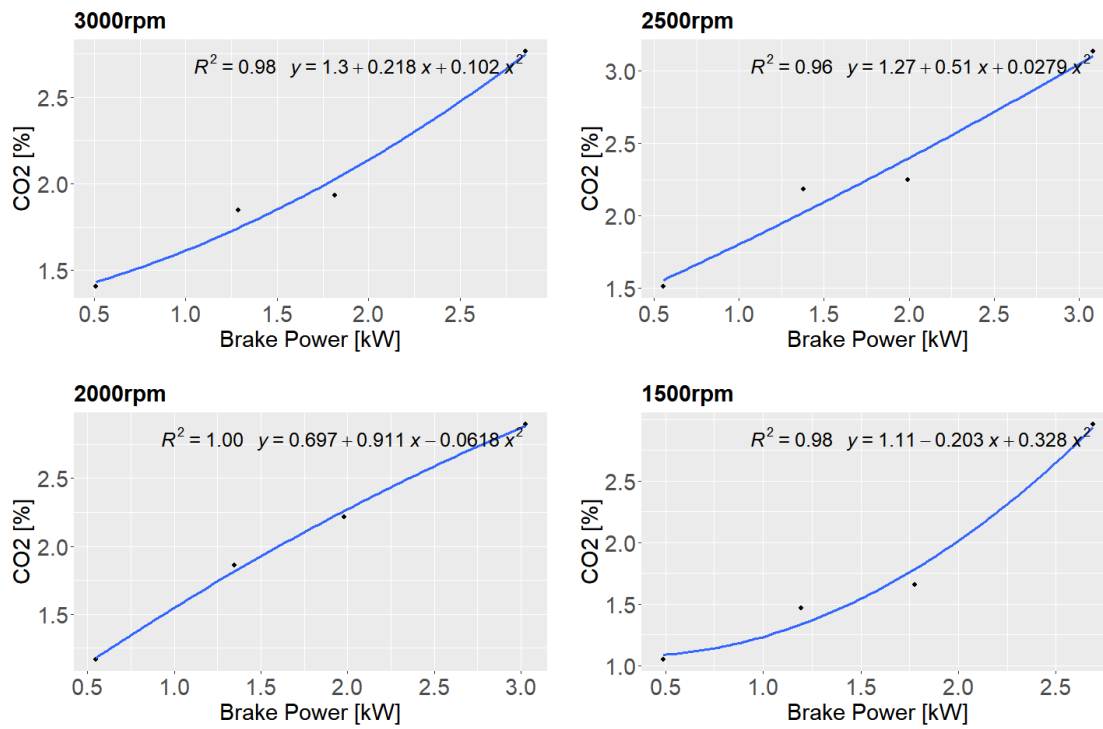 3000rpm
R² = 0.98 y = 1.3 + 0.218 x + 0.102 x²
2.5
2.0
1.5
CO2 [%]
0.5 1.0 1.5 2.0 2.5
Brake Power [kW]
2500rpm
R² = 0.96 y = 1.27 + 0.51 x + 0.0279 x²
3.0
2.5
2.0
1.5
CO2 [%]
0.5 1.0 1.5 2.0 2.5 3.0
Brake Power [kW]
2000rpm
R² = 1.00 y = 0.697 + 0.911 x − 0.0618 x²
2.5
2.0
1.5
CO2 [%]
0.5 1.0 1.5 2.0 2.5 3.0
Brake Power [kW]
1500rpm
R² = 0.98 y = 1.11 − 0.203 x + 0.328 x²
2.5
2.0
1.5
1.0
CO2 [%]
0.5 1.0 1.5 2.0 2.5
Brake Power [kW]